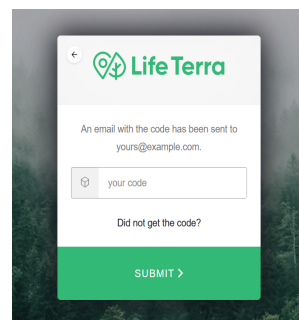 Life Terra
An email with the code has been sent to
yours@example.com.
your code
Did not get the code?
SUBMIT